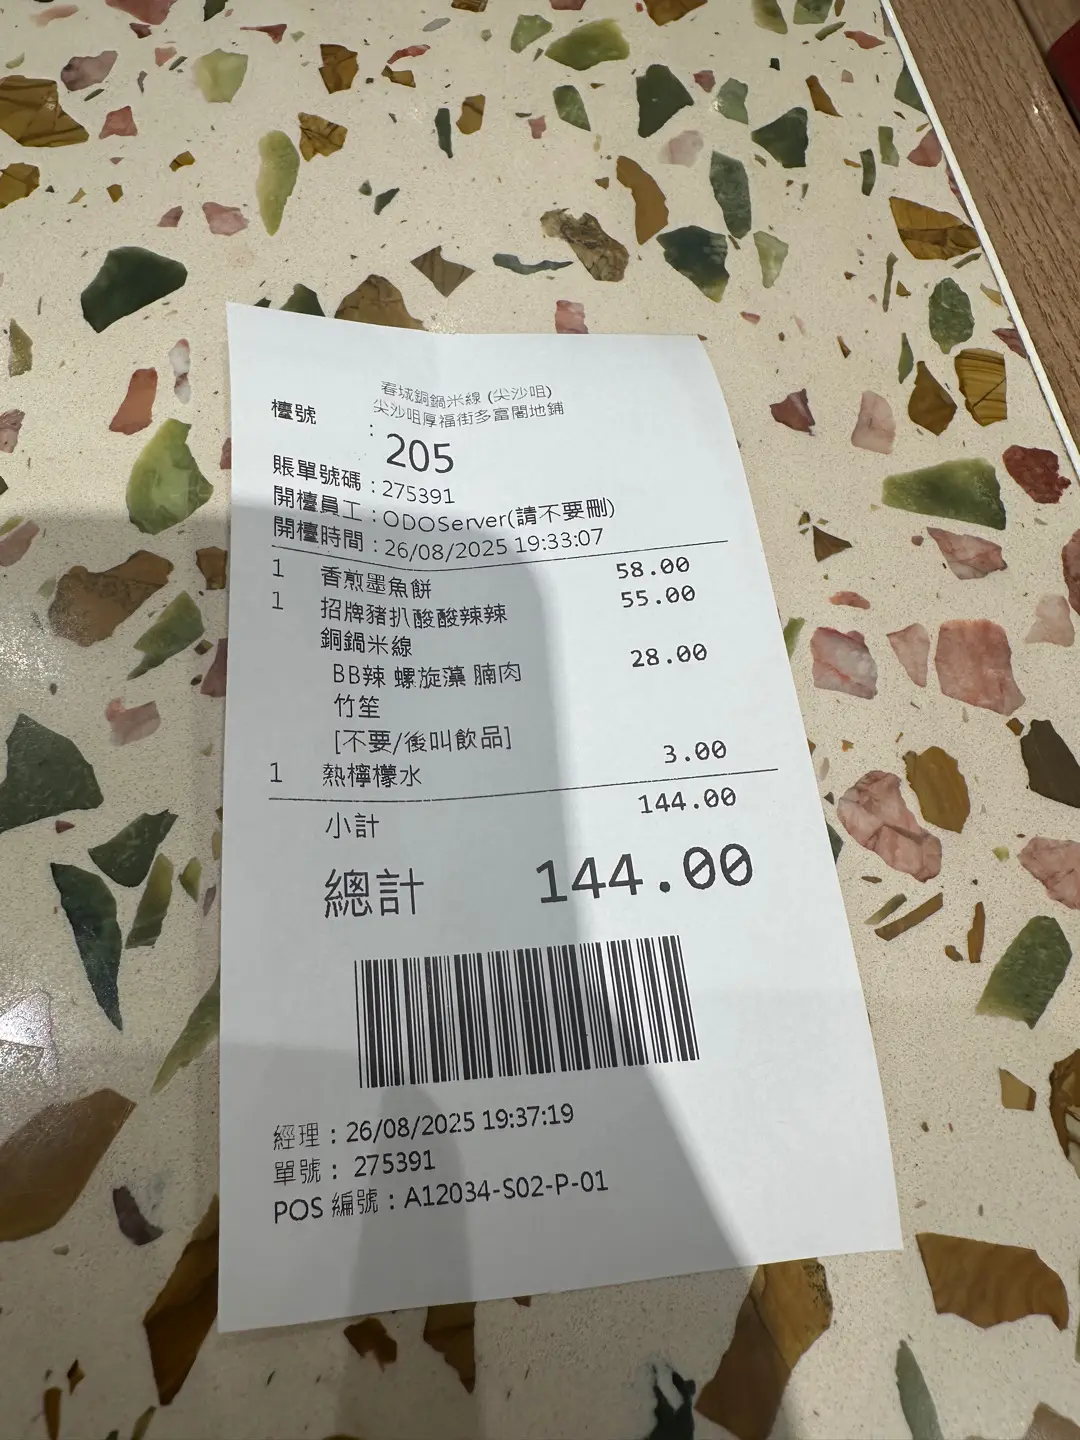 春城銅鍋米線 (尖沙咀)
尖沙咀厚福街多富閣地鋪
檯號 : 205
賬單號碼 : 275391
開檯員工 : ODOServer(請不要刪)
開檯時間 : 26/08/2025 19:33:07
1 香煎墨魚餅 58.00
1 招牌豬扒酸酸辣辣 55.00
銅鍋米線
BB辣 螺旋藻 腩肉 28.00
竹笙
[不要/後叫飲品]
1 熱檸檬水 3.00
小計 144.00
總計 144.00
經理 : 26/08/2025 19:37:19
單號 : 275391
POS 編號 : A12034-S02-P-01